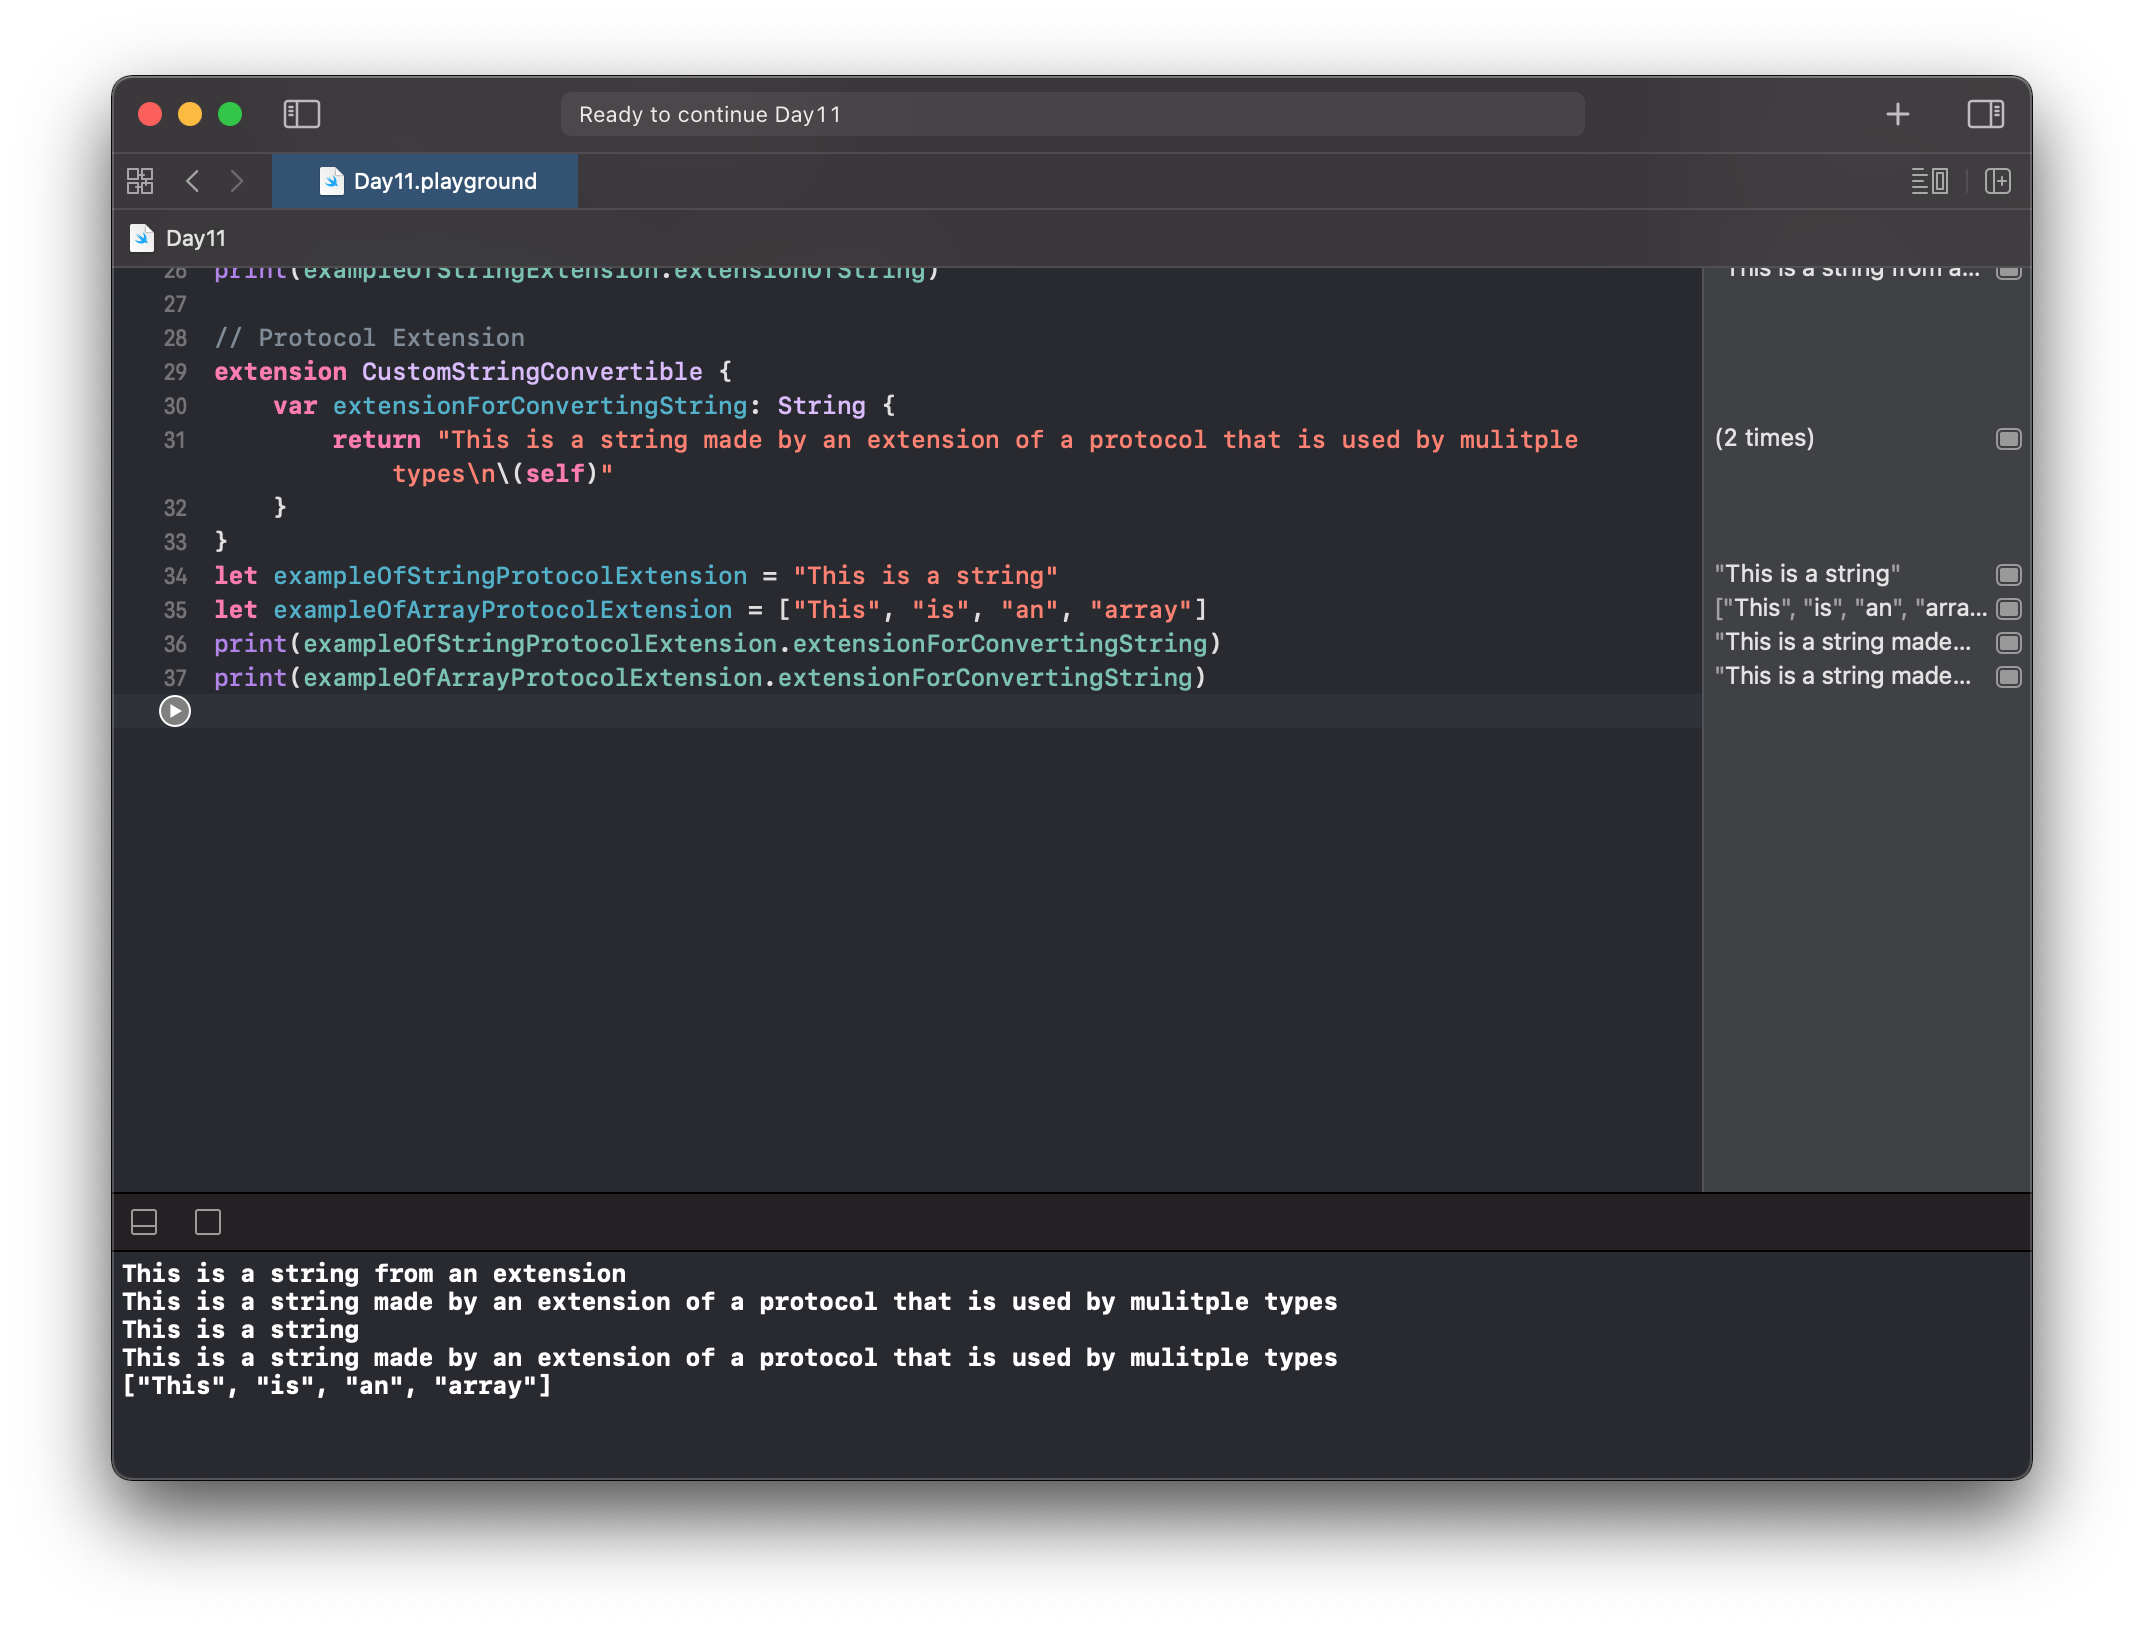 Ready to continue Day11
Day11.playground
Day11
26 print(exampleOfStringExtension.extensionOfString)
"This is a string from a...
27
28 // Protocol Extension
29 extension CustomStringConvertible {
30     var extensionForConvertingString: String {
31         return "This is a string made by an extension of a protocol that is used by mulitple
(2 times)
types\n\(self)"
32     }
33 }
34 let exampleOfStringProtocolExtension = "This is a string"
"This is a string"
35 let exampleOfArrayProtocolExtension = ["This", "is", "an", "array"]
["This", "is", "an", "arra...
36 print(exampleOfStringProtocolExtension.extensionForConvertingString)
"This is a string made...
37 print(exampleOfArrayProtocolExtension.extensionForConvertingString)
"This is a string made...
This is a string from an extension
This is a string made by an extension of a protocol that is used by mulitple types
This is a string
This is a string made by an extension of a protocol that is used by mulitple types
["This", "is", "an", "array"]